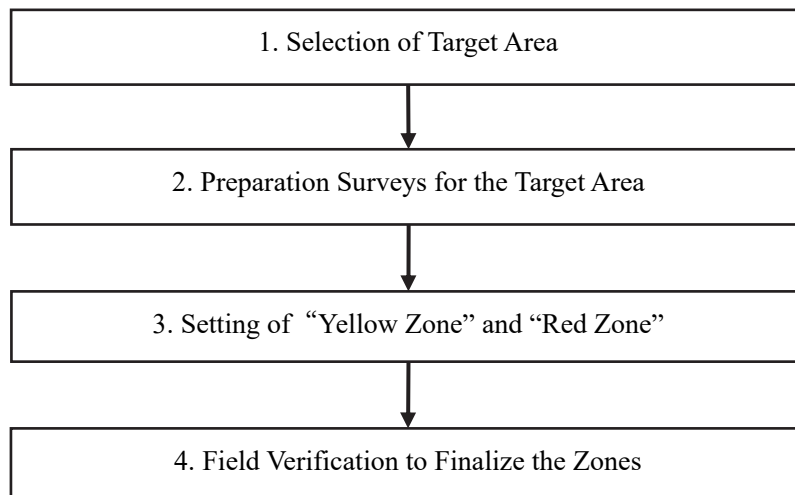 1. Selection of Target Area
2. Preparation Surveys for the Target Area
3. Setting of “Yellow Zone” and “Red Zone”
4. Field Verification to Finalize the Zones